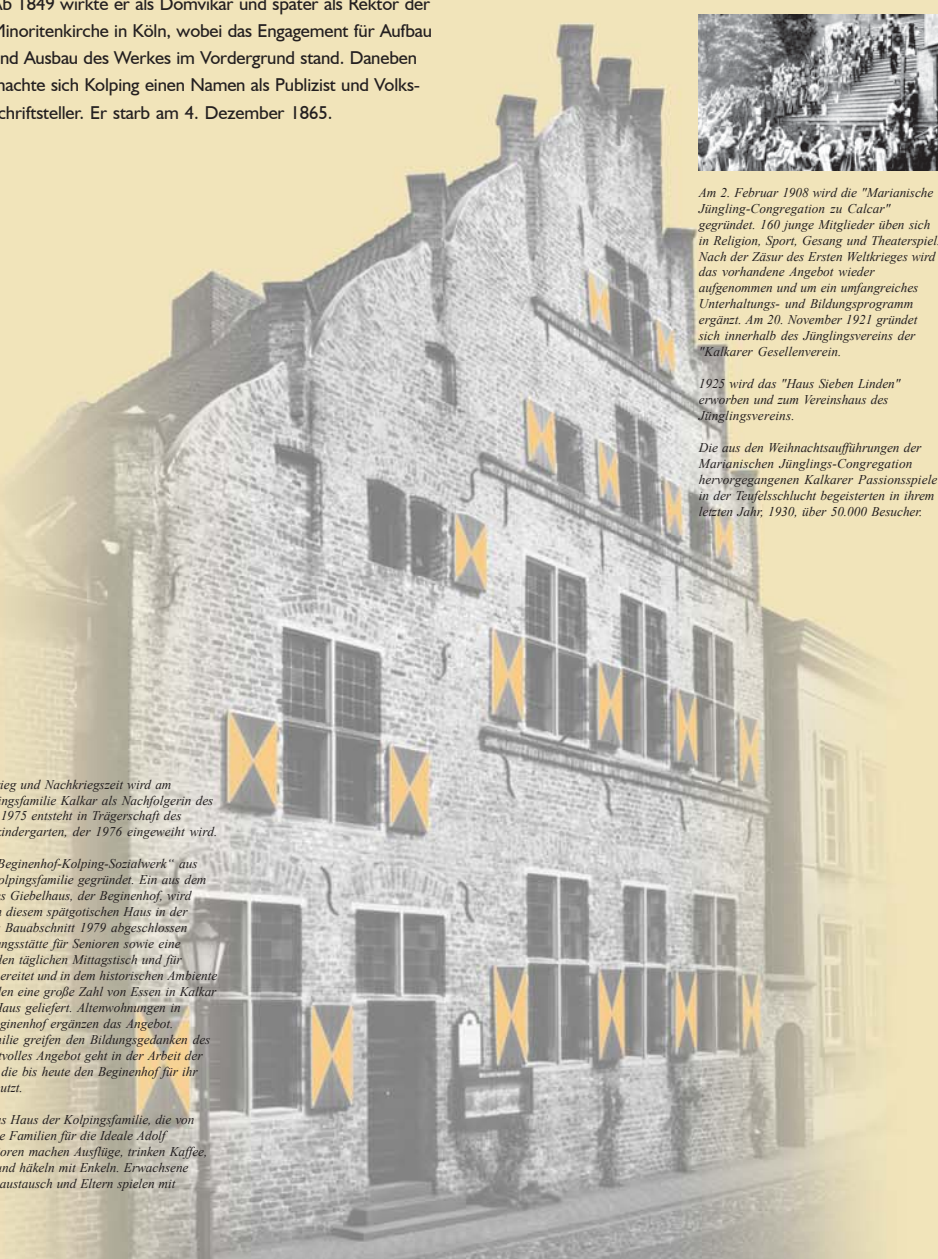 Ab 1849 wirkte er als Domvikar und später als Rektor der
Minoritenkirche in Köln, wobei das Engagement für Aufbau
und Ausbau des Werkes im Vordergrund stand. Daneben
machte sich Kolping einen Namen als Publizist und Volks-
schriftsteller. Er starb am 4. Dezember 1865.
Am 2. Februar 1908 wird die "Marianische
Jüngling-Congregation zu Calcar"
gegründet. 160 junge Mitglieder üben sich
in Religion, Sport, Gesang und Theaterspiel.
Nach der Zäsur des Ersten Weltkrieges wird
das vorhandene Angebot wieder
aufgenommen und um ein umfangreiches
Unterhaltungs- und Bildungsprogramm
ergänzt. Am 20. November 1921 gründet
sich innerhalb des Jünglingsvereins der
"Kalkarer Gesellenverein.
1925 wird das "Haus Sieben Linden"
erworben und zum Vereinshaus des
Jünglingsvereins.
Die aus den Weihnachtsaufführungen der
Marianischen Jünglings-Congregation
hervorgegangenen Kalkarer Passionsspiele
in der Teufelsschlucht begeisterten in ihrem
letzten Jahr, 1930, über 50.000 Besucher.
ieg und Nachkriegszeit wird am
ingsfamilie Kalkar als Nachfolgerin des
1975 entsteht in Trägerschaft des
kindergarten, der 1976 eingeweiht wird.
Beginenhof-Kolping-Sozialwerk“ aus
olpingsfamilie gegründet. Ein aus dem
s Giebelhaus, der Beginenhof, wird
n diesem spätgotischen Haus in der
Bauabschnitt 1979 abgeschlossen
ngsstätte für Senioren sowie eine
den täglichen Mittagstisch und für
ereitet und in dem historischen Ambiente
den eine große Zahl von Essen in Kalkar
Haus geliefert. Altenwohnungen in
ginenhof ergänzen das Angebot.
ilie greifen den Bildungsgedanken des
tvolles Angebot geht in der Arbeit der
die bis heute den Beginenhof für ihr
utzt.
as Haus der Kolpingsfamilie, die von
e Familien für die Ideale Adolf
oren machen Ausflüge, trinken Kaffee,
und häkeln mit Enkeln. Erwachsene
austausch und Eltern spielen mit